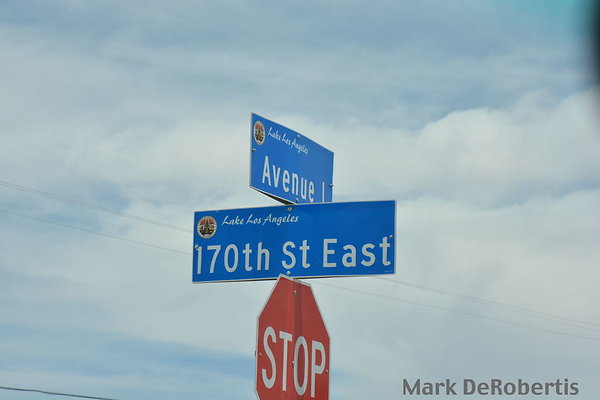 Lake Los Angeles
Avenue I
Lake Los Angeles
170th St East
STOP
Mark DeRobertis